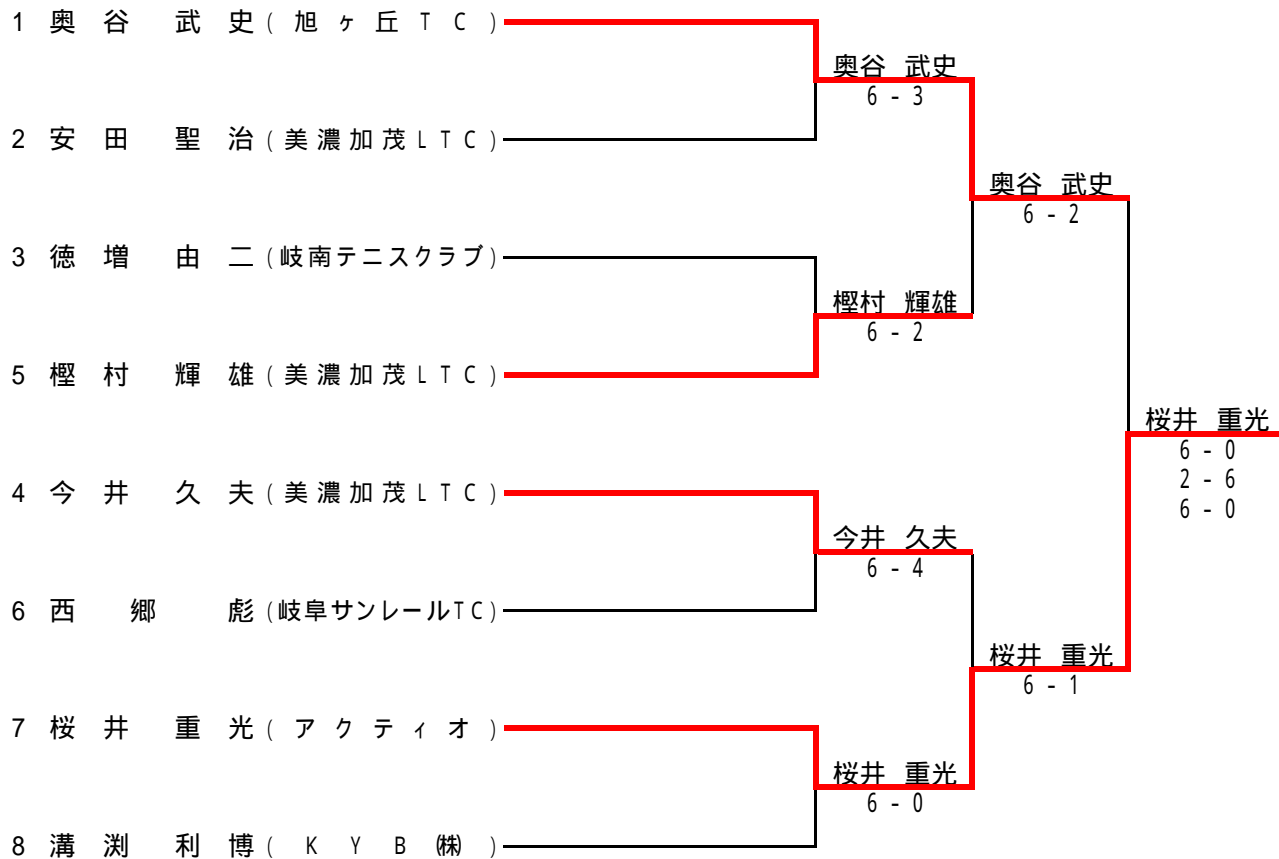 1 奥谷 武史 (旭ヶ丘TC)
奥谷 武史
6 - 3
2 安田 聖治 (美濃加茂LTC)
奥谷 武史
6 - 2
3 徳増 由二 (岐南テニスクラブ)
樫村 輝雄
6 - 2
5 樫村 輝雄 (美濃加茂LTC)
桜井 重光
6 - 0
2 - 6
6 - 0
4 今井 久夫 (美濃加茂LTC)
今井 久夫
6 - 4
6 西郷 彪 (岐阜サンレールTC)
桜井 重光
6 - 1
7 桜井 重光 (アクティオ)
桜井 重光
6 - 0
8 溝渕 利博 (KYB㈱)